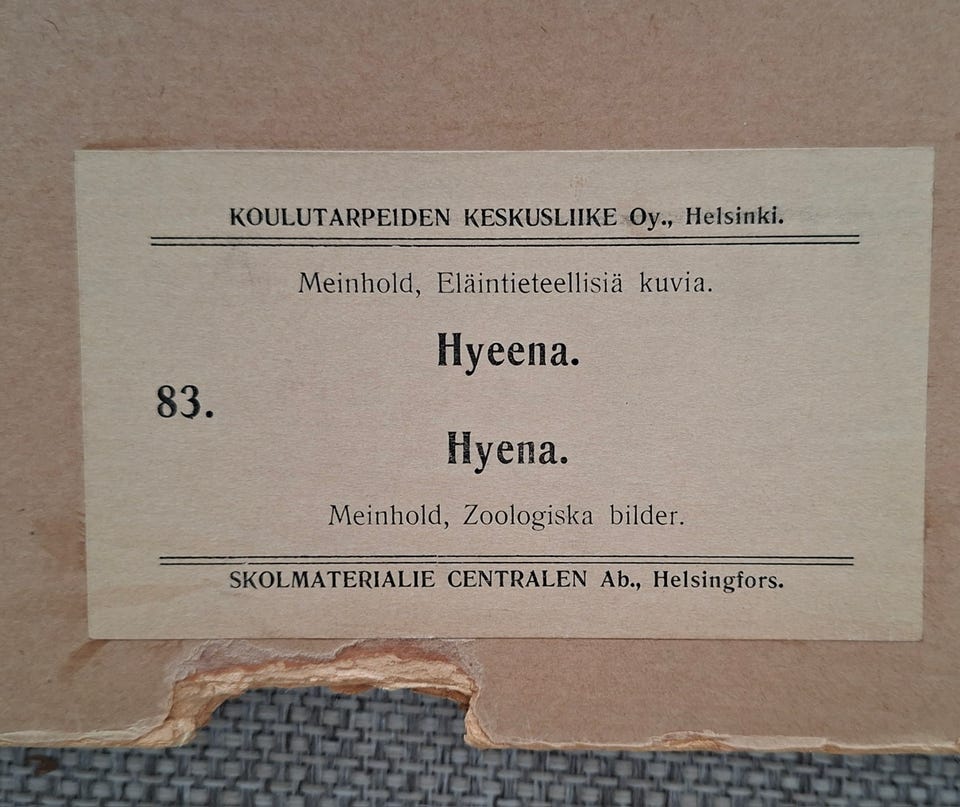 KOULUTARPEIDEN KESKUSLIIKE Oy., Helsinki.
Meinhold, Eläintieteellisiä kuvia.
Hyeena.
83.
Hyena.
Meinhold, Zoologiska bilder.
SKOLMATERIALIE CENTRALEN Ab., Helsingfors.